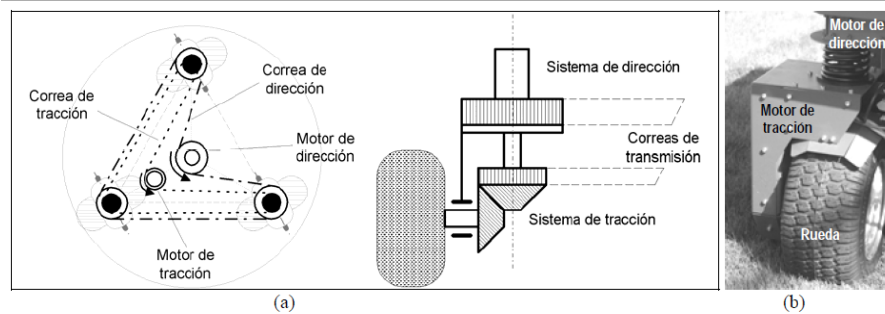 Correa de
tracción
Correa de
dirección
Motor de
dirección
Motor de
tracción
Sistema de dirección
Correas de
transmisión
Sistema de tracción
(a)
Motor de
dirección
Motor de
tracción
Rueda
(b)